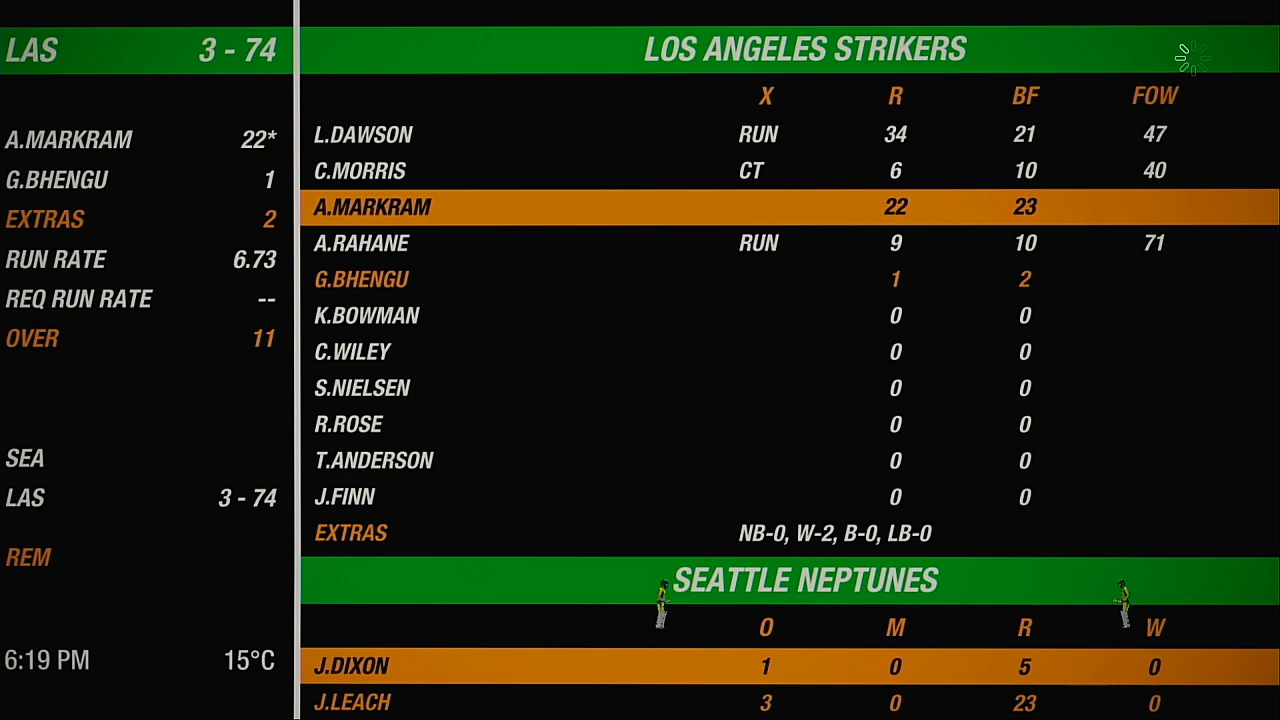 LAS 3 - 74
A.MARKRAM 22*
G.BHENGU 1
EXTRAS 2
RUN RATE 6.73
REQ RUN RATE --
OVER 11
SEA
LAS 3 - 74
REM
6:19 PM 15°C
LOS ANGELES STRIKERS
X R BF FOW
L.DAWSON RUN 34 21 47
C.MORRIS CT 6 10 40
A.MARKRAM 22 23
A.RAHANE RUN 9 10 71
G.BHENGU 1 2
K.BOWMAN 0 0
C.WILEY 0 0
S.NIELSEN 0 0
R.ROSE 0 0
T.ANDERSON 0 0
J.FINN 0 0
EXTRAS NB-0, W-2, B-0, LB-0
SEATTLE NEPTUNES
O M R W
J.DIXON 1 0 5 0
J.LEACH 3 0 23 0